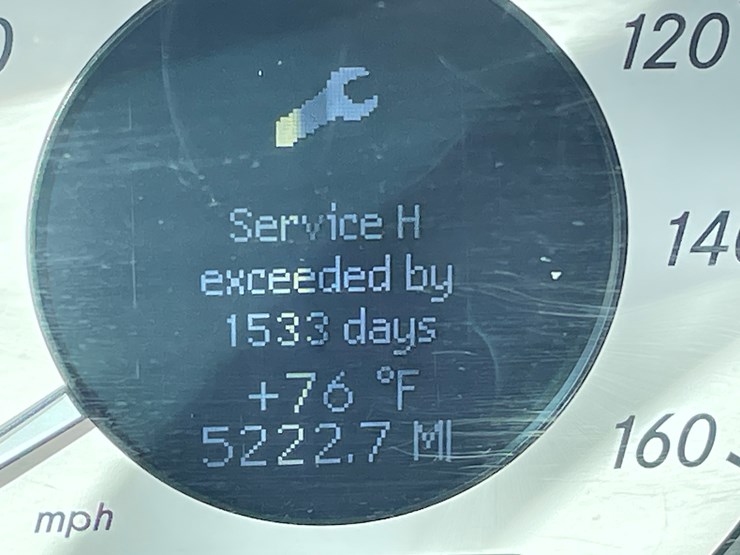 120
Service H
exceeded by
1533 days
+76 °F
5222.7 MI
160
mph